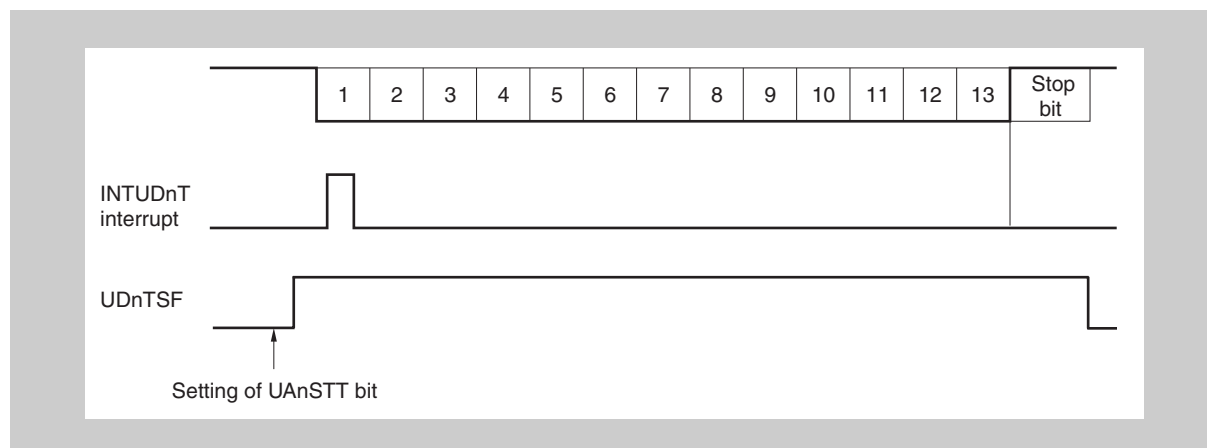 1 2 3 4 5 6 7 8 9 10 11 12 13 Stop
bit
INTUDnT
interrupt
UDnTSF
Setting of UAnSTT bit